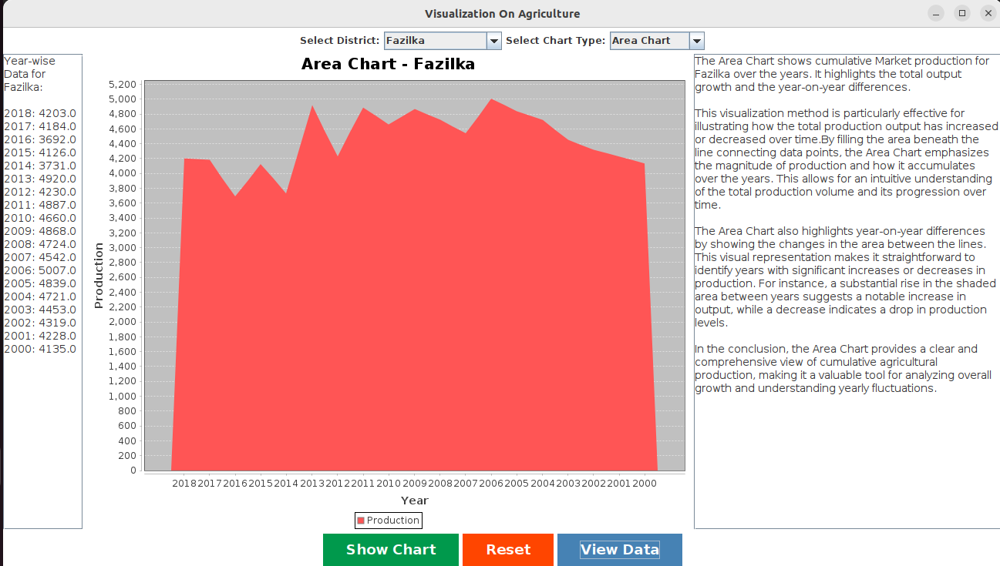 Visualization On Agriculture
Select District: Fazilka Select Chart Type: Area Chart
Year-wise
Data for
Fazilka:
2018: 4203.0
2017: 4184.0
2016: 3692.0
2015: 4126.0
2014: 3731.0
2013: 4920.0
2012: 4230.0
2011: 4887.0
2010: 4660.0
2009: 4868.0
2008: 4724.0
2007: 4542.0
2006: 5007.0
2005: 4839.0
2004: 4721.0
2003: 4453.0
2002: 4319.0
2001: 4228.0
2000: 4135.0
Area Chart - Fazilka
Production
5,200
5,000
4,800
4,600
4,400
4,200
4,000
3,800
3,600
3,400
3,200
3,000
2,800
2,600
2,400
2,200
2,000
1,800
1,600
1,400
1,200
1,000
800
600
400
200
0
2018 2017 2016 2015 2014 2013 2012 2011 2010 2009 2008 2007 2006 2005 2004 2003 2002 2001 2000
Year
Production
The Area Chart shows cumulative Market production for
Fazilka over the years. It highlights the total output
growth and the year-on-year differences.
This visualization method is particularly effective for
illustrating how the total production output has increased
or decreased over time.By filling the area beneath the
line connecting data points, the Area Chart emphasizes
the magnitude of production and how it accumulates
over the years. This allows for an intuitive understanding
of the total production volume and its progression over
time.
The Area Chart also highlights year-on-year differences
by showing the changes in the area between the lines.
This visual representation makes it straightforward to
identify years with significant increases or decreases in
production. For instance, a substantial rise in the shaded
area between years suggests a notable increase in
output, while a decrease indicates a drop in production
levels.
In the conclusion, the Area Chart provides a clear and
comprehensive view of cumulative agricultural
production, making it a valuable tool for analyzing overall
growth and understanding yearly fluctuations.
Show Chart Reset View Data